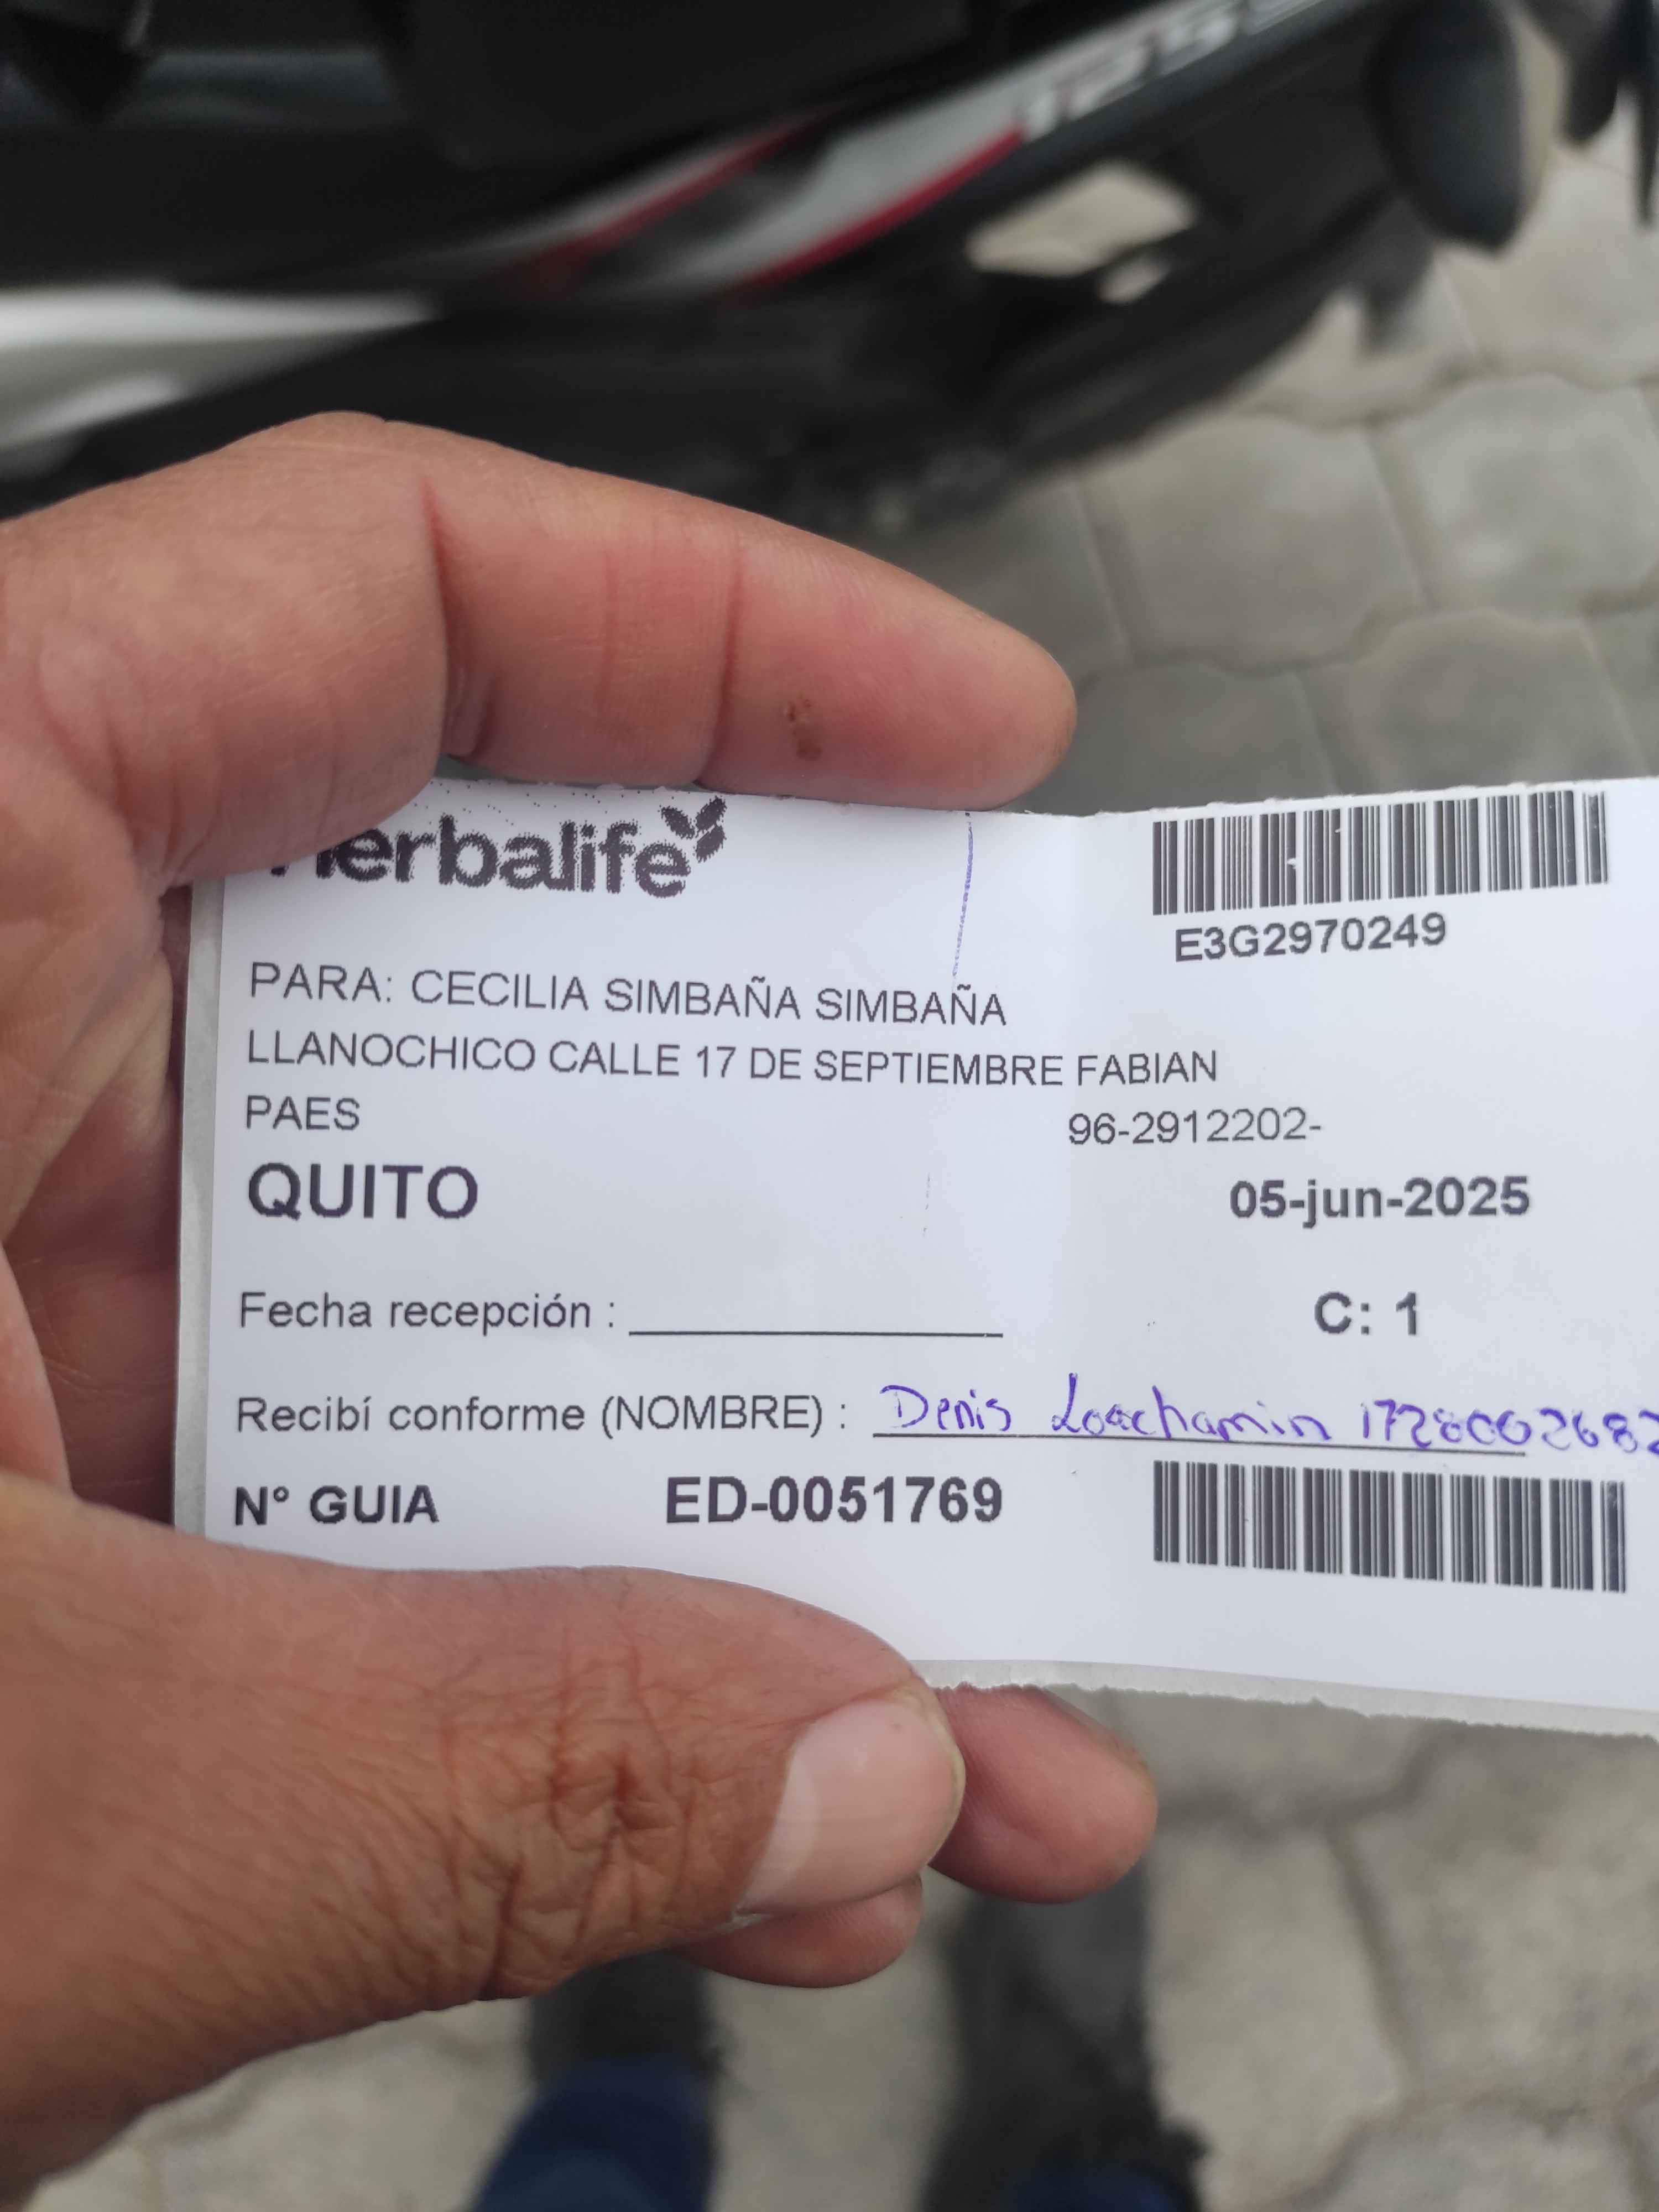 Herbalife
E3G2970249
PARA: CECILIA SIMBAÑA SIMBAÑA
LLANOCHICO CALLE 17 DE SEPTIEMBRE FABIAN
PAES 96-2912202-
QUITO 05-jun-2025
Fecha recepción : C: 1
Recibí conforme (NOMBRE) : Denis Loachamin
N° GUIA ED-0051769